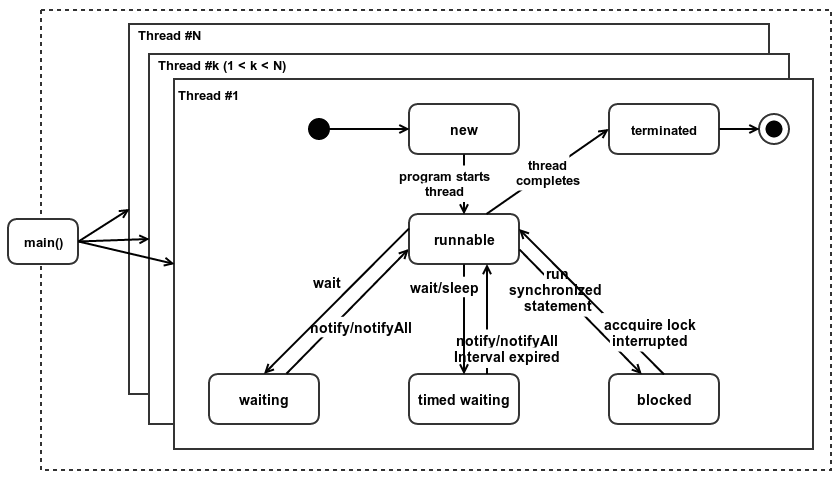 Thread #N
Thread #k (1 < k < N)
Thread #1
new
terminated
program starts
thread
thread
completes
main()
runnable
wait
wait/sleep
run
synchronized
statement
notify/notifyAll
accquire lock
interrupted
notify/notifyAll
Interval expired
waiting
timed waiting
blocked